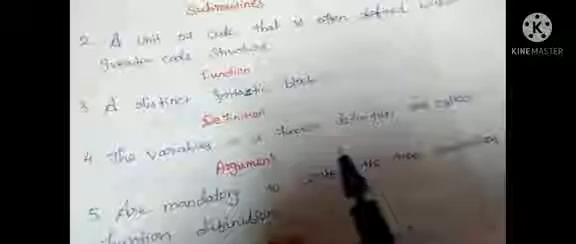 Subroutines
2. A unit of code that is often defined
greater code structure
Function
3 A distinct syntactic block
Definition
4 The variables in a function definition are called
Argument
5. Are mandatory to
function definition
KINEMASTER